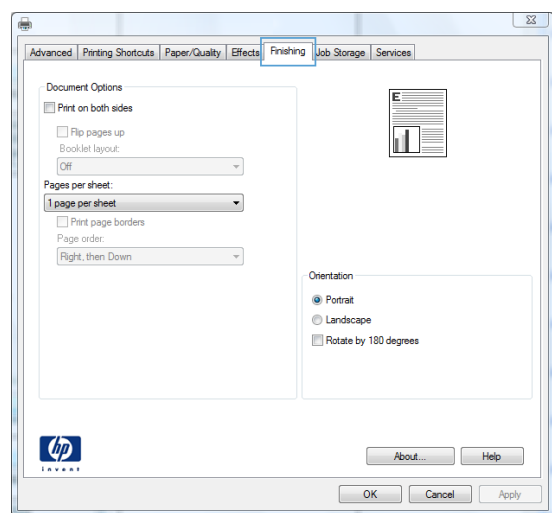 Advanced Printing Shortcuts Paper/Quality Effects Finishing Job Storage Services
Document Options
Print on both sides
Flip pages up
Booklet layout:
Off
Pages per sheet:
1 page per sheet
Print page borders
Page order:
Right, then Down
E
Orientation
Portrait
Landscape
Rotate by 180 degrees
hp
invent
About... Help
OK Cancel Apply